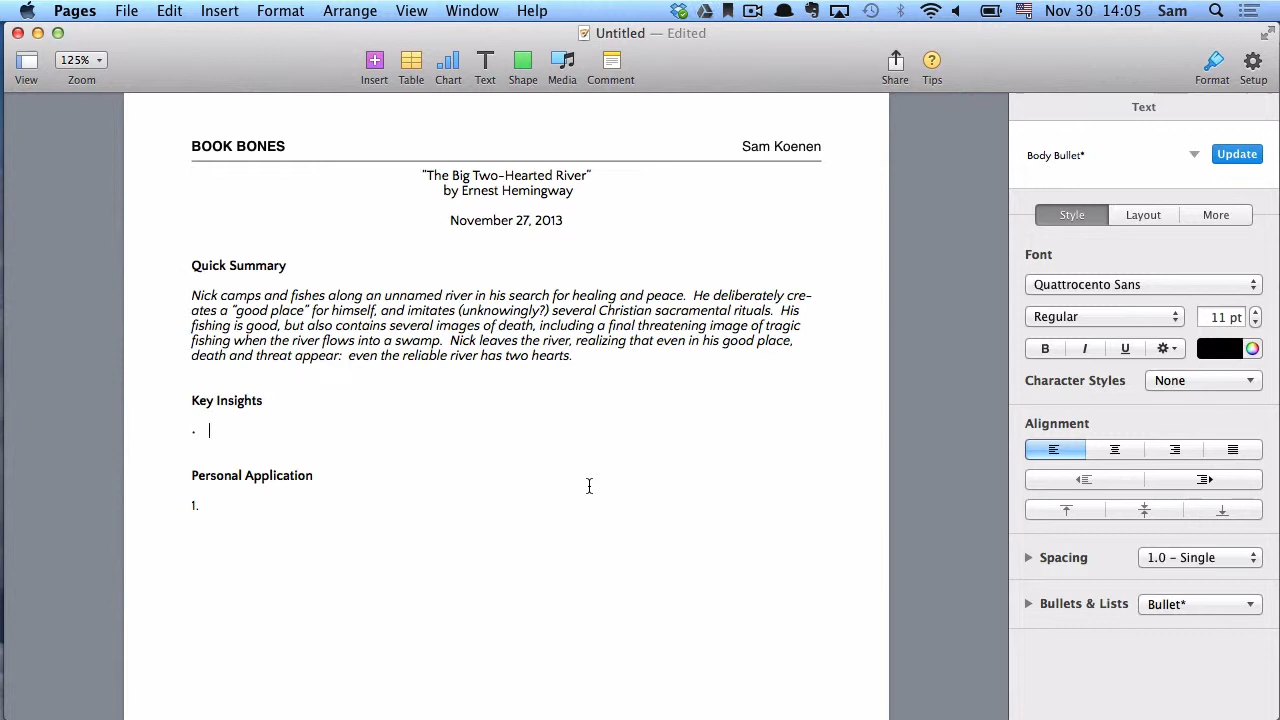 Pages File Edit Insert Format Arrange View Window Help Nov 30 14:05 Sam
Untitled — Edited
125%
View Zoom Insert Table Chart Text Shape Media Comment Share Tips Format Setup
Text
BOOK BONES Sam Koenen
"The Big Two-Hearted River"
by Ernest Hemingway
November 27, 2013
Quick Summary
Nick camps and fishes along an unnamed river in his search for healing and peace. He deliberately cre-
ates a "good place" for himself, and imitates (unknowingly?) several Christian sacramental rituals. His
fishing is good, but also contains several images of death, including a final threatening image of tragic
fishing when the river flows into a swamp. Nick leaves the river, realizing that even in his good place,
death and threat appear: even the reliable river has two hearts.
Key Insights
•
Personal Application
1.
Body Bullet* Update
Style Layout More
Font
Quattrocento Sans
Regular 11 pt
B I U
Character Styles None
Alignment
Spacing 1.0 – Single
Bullets & Lists Bullet*